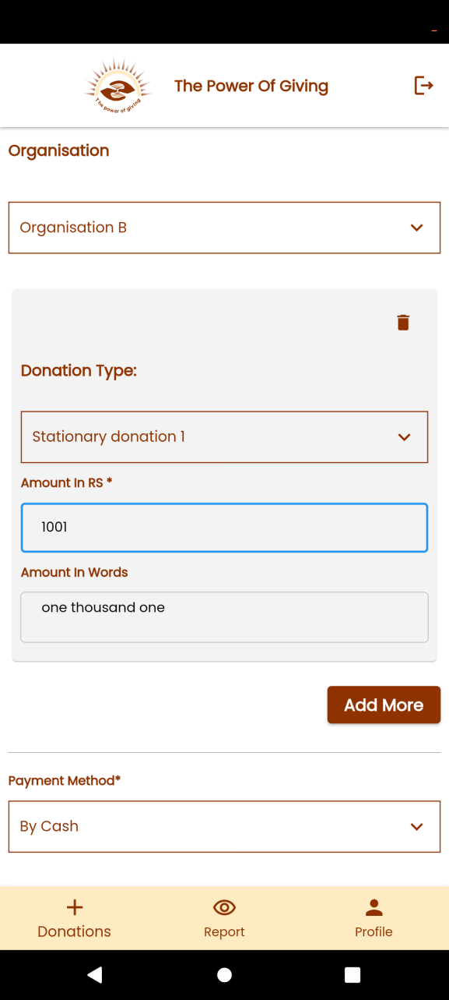 The power of giving
The Power Of Giving
Organisation
Organisation B
Donation Type:
Stationary donation 1
Amount In RS *
1001
Amount In Words
one thousand one
Add More
Payment Method*
By Cash
Donations
Report
Profile